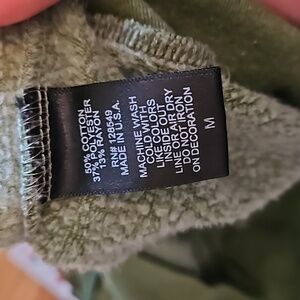 50% COTTON
37% POLYESTER
13% RAYON
RN# 128549
MADE IN U.S.A.
MACHINE WASH
COLD WITH
LIKE COLORS
INSIDE OUT
LINE OR AIR DRY
DO NOT IRON
ON DECORATION
M